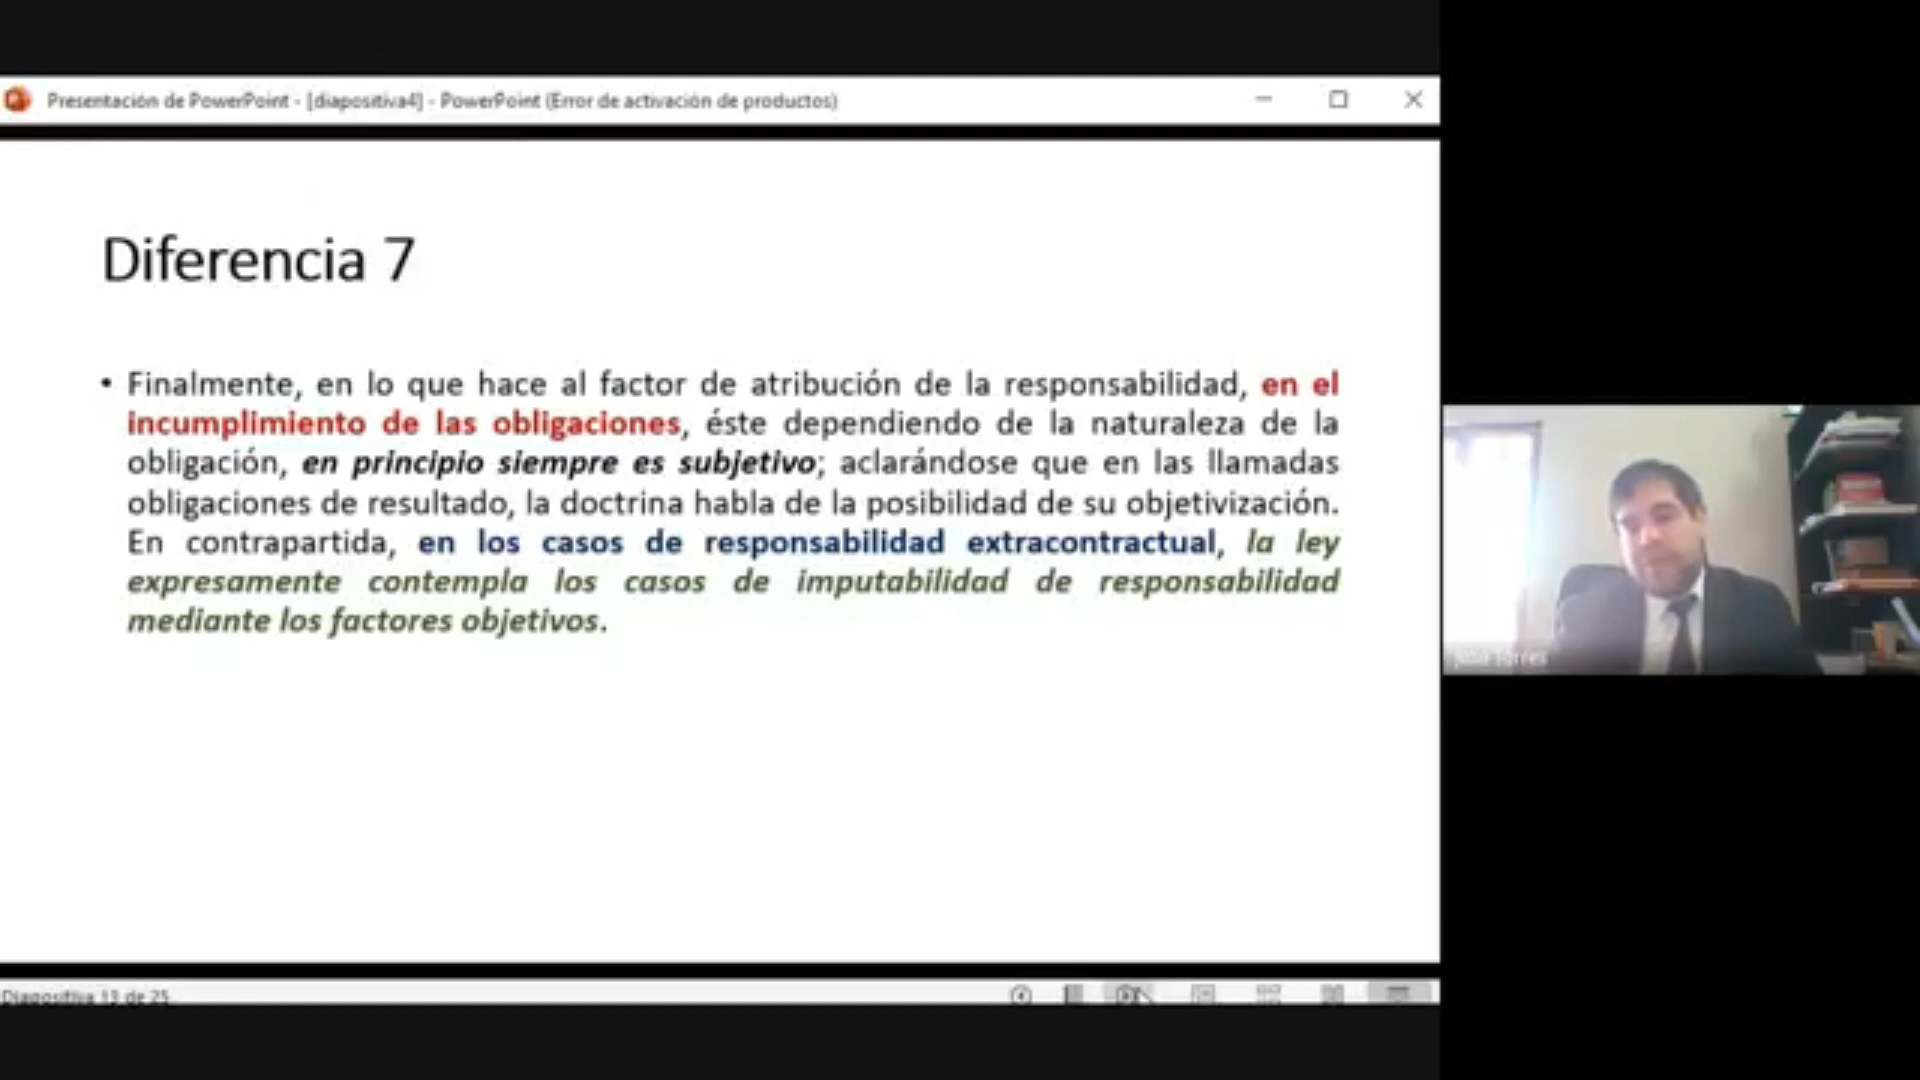 Presentación de PowerPoint - [diapositiva4] - PowerPoint (Error de activación de productos)
Diferencia 7
• Finalmente, en lo que hace al factor de atribución de la responsabilidad, en el
incumplimiento de las obligaciones, éste dependiendo de la naturaleza de la
obligación, en principio siempre es subjetivo; aclarándose que en las llamadas
obligaciones de resultado, la doctrina habla de la posibilidad de su objetivización.
En contrapartida, en los casos de responsabilidad extracontractual, la ley
expresamente contempla los casos de imputabilidad de responsabilidad
mediante los factores objetivos.
Torres
Diapositiva 13 de 25